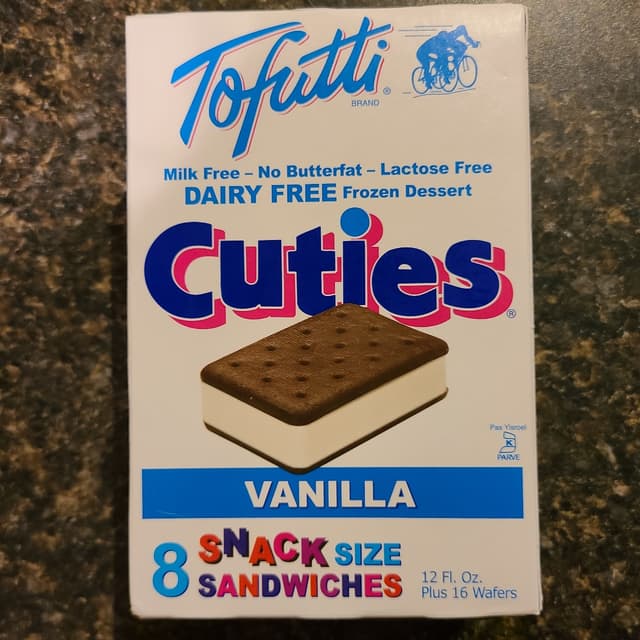 Tofutti®
BRAND
Milk Free – No Butterfat – Lactose Free
DAIRY FREE Frozen Dessert
Cuties®
Pas Yisroel
K
PARVE
VANILLA
8 SNACK SIZE
SANDWICHES
12 Fl. Oz.
Plus 16 Wafers